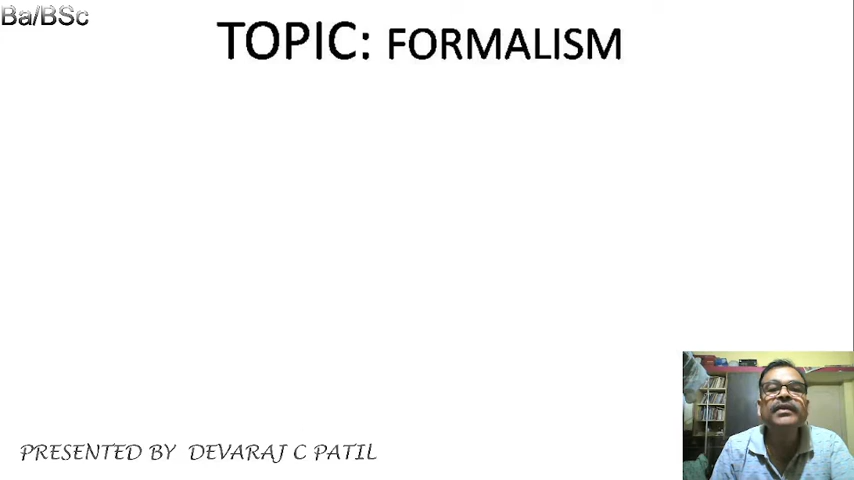 Ba/BSc
TOPIC: FORMALISM
PRESENTED BY DEVARAJ C PATIL